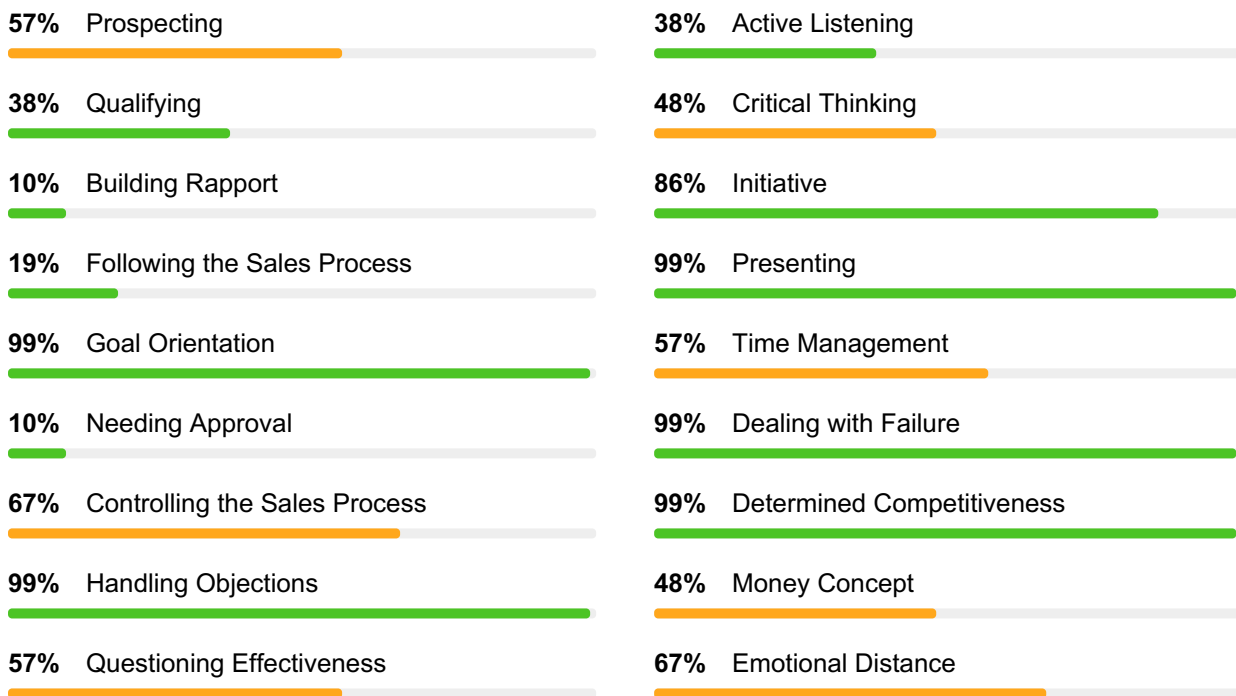 57% Prospecting
38% Qualifying
10% Building Rapport
19% Following the Sales Process
99% Goal Orientation
10% Needing Approval
67% Controlling the Sales Process
99% Handling Objections
57% Questioning Effectiveness
38% Active Listening
48% Critical Thinking
86% Initiative
99% Presenting
57% Time Management
99% Dealing with Failure
99% Determined Competitiveness
48% Money Concept
67% Emotional Distance